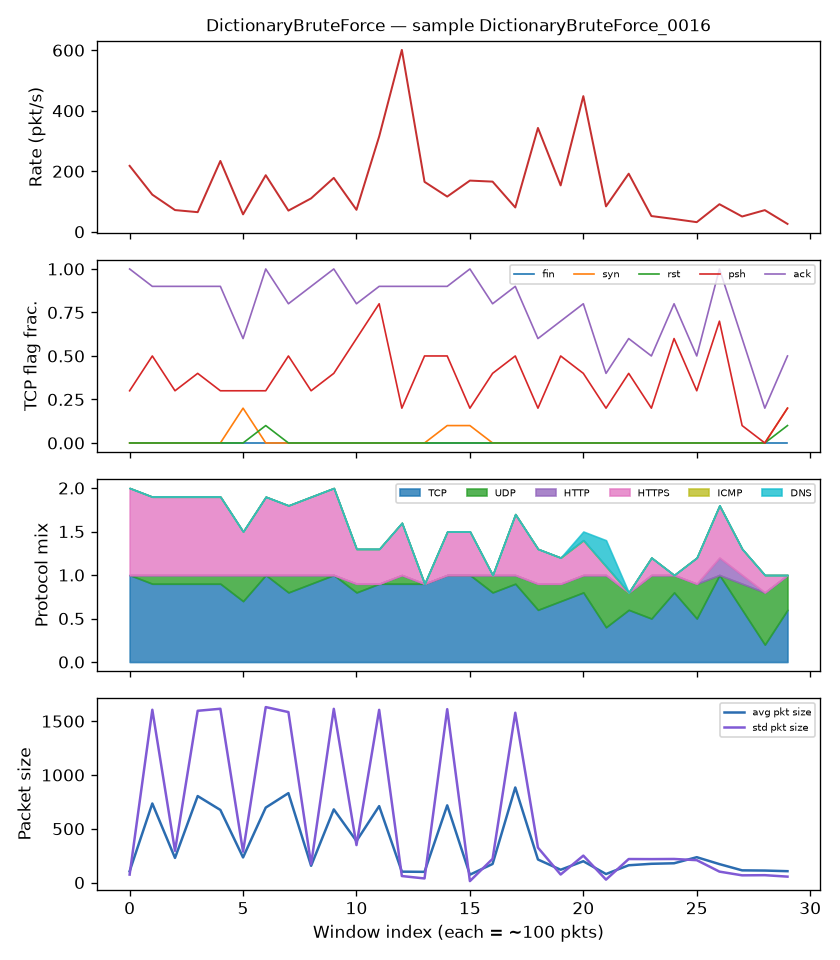 DictionaryBruteForce — sample DictionaryBruteForce_0016
Rate (pkt/s)
600
400
200
0
TCP flag frac.
1.00
0.75
0.50
0.25
0.00
fin syn rst psh ack
Protocol mix
2.0
1.5
1.0
0.5
0.0
TCP UDP HTTP HTTPS ICMP DNS
Packet size
1500
1000
500
0
avg pkt size
std pkt size
0 5 10 15 20 25 30
Window index (each = ~100 pkts)